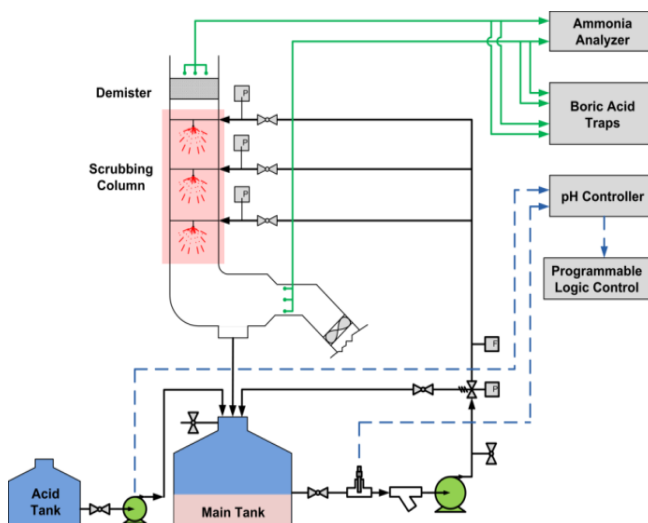 Ammonia
Analyzer
Demister
P
Boric Acid
Traps
P
Scrubbing
Column
pH Controller
P
Programmable
Logic Control
F
P
Acid
Tank
Main Tank